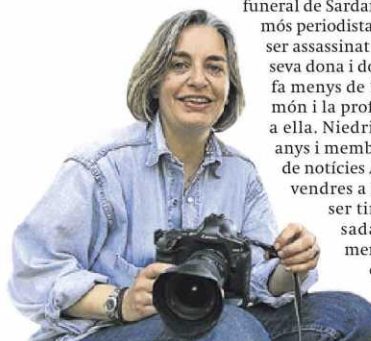 funeral de Sardar
mós periodista
ser assassinat
seva dona i do
fa menys de
món i la prof
a ella. Niedri
anys i memb
de notícies
vendres a
ser tir
sada
mer